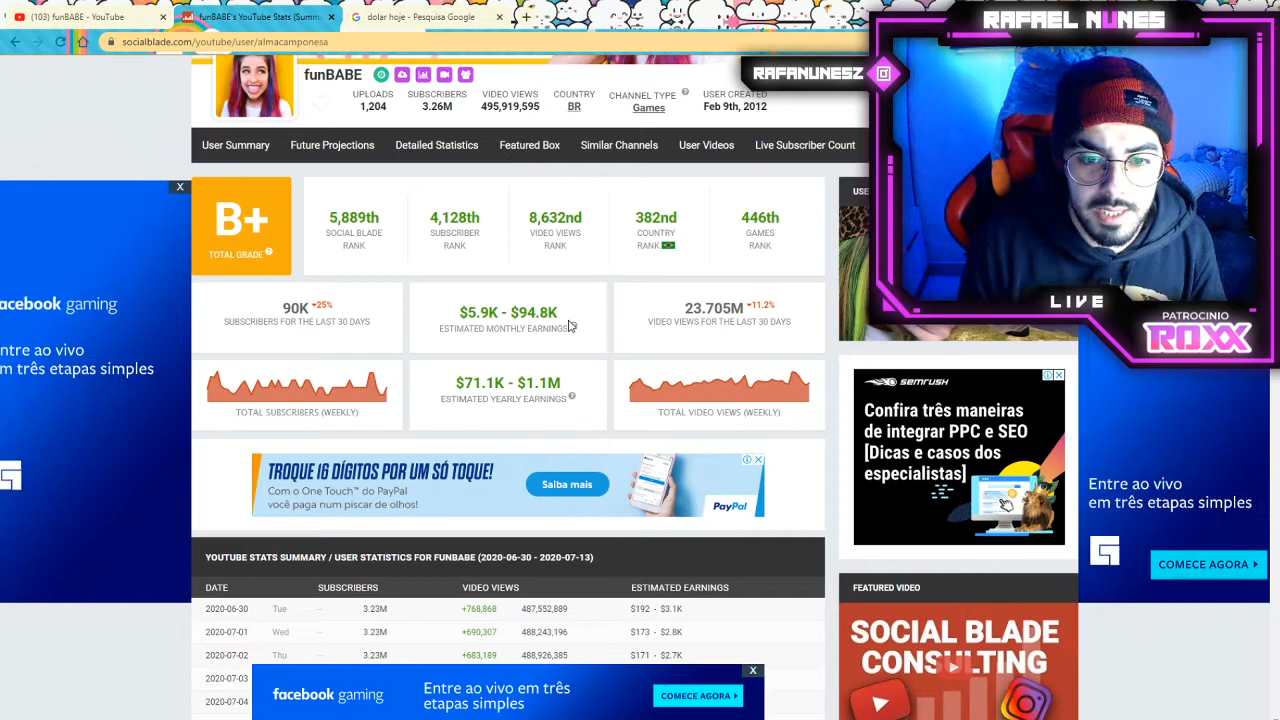 (103) funBABE - YouTube
funBABE's YouTube Stats (Summ
dolar hoje - Pesquisa Google
socialblade.com/youtube/user/almacamponesa
RAFAEL NUNES
RAFANUNESZ
LIVE
PATROCINIO
ROXX
funBABE
UPLOADS
1,204
SUBSCRIBERS
3.26M
VIDEO VIEWS
495,919,595
COUNTRY
BR
CHANNEL TYPE
Games
USER CREATED
Feb 9th, 2012
User Summary
Future Projections
Detailed Statistics
Featured Box
Similar Channels
User Videos
Live Subscriber Count
B+
TOTAL GRADE
5,889th
SOCIAL BLADE
RANK
4,128th
SUBSCRIBER
RANK
8,632nd
VIDEO VIEWS
RANK
382nd
COUNTRY
RANK
446th
GAMES
RANK
USE
90K 25%
SUBSCRIBERS FOR THE LAST 30 DAYS
$5.9K - $94.8K
ESTIMATED MONTHLY EARNINGS
23.705M 11.2%
VIDEO VIEWS FOR THE LAST 30 DAYS
TOTAL SUBSCRIBERS (WEEKLY)
$71.1K - $1.1M
ESTIMATED YEARLY EARNINGS
TOTAL VIDEO VIEWS (WEEKLY)
X
acebook gaming
ntre ao vivo
m três etapas simples
TROQUE 16 DÍGITOS POR UM SÓ TOQUE!
Com o One Touch™ do PayPal
você paga num piscar de olhos!
Saiba mais
PayPal
SEMRUSH
Confira três maneiras
de integrar PPC e SEO
[Dicas e casos dos
especialistas]
Entre ao vivo
em três etapas simples
COMECE AGORA
YOUTUBE STATS SUMMARY / USER STATISTICS FOR FUNBABE (2020-06-30 - 2020-07-13)
DATE SUBSCRIBERS VIDEO VIEWS ESTIMATED EARNINGS
2020-06-30 Tue -- 3.23M +768,868 487,552,889 $192 - $3.1K
2020-07-01 Wed -- 3.23M +690,307 488,243,196 $173 - $2.8K
2020-07-02 Thu -- 3.23M +683,189 488,926,385 $171 - $2.7K
2020-07-03
2020-07-04
FEATURED VIDEO
SOCIAL BLADE
CONSULTING
X
facebook gaming
Entre ao vivo em três
etapas simples
COMECE AGORA